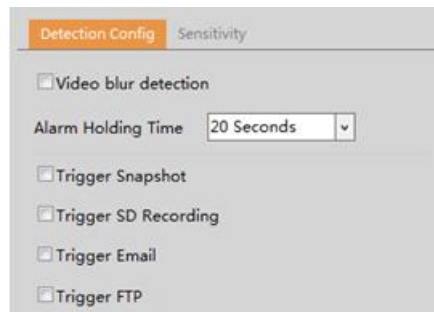 Detection Config Sensitivity
Video blur detection
Alarm Holding Time 20 Seconds
Trigger Snapshot
Trigger SD Recording
Trigger Email
Trigger FTP